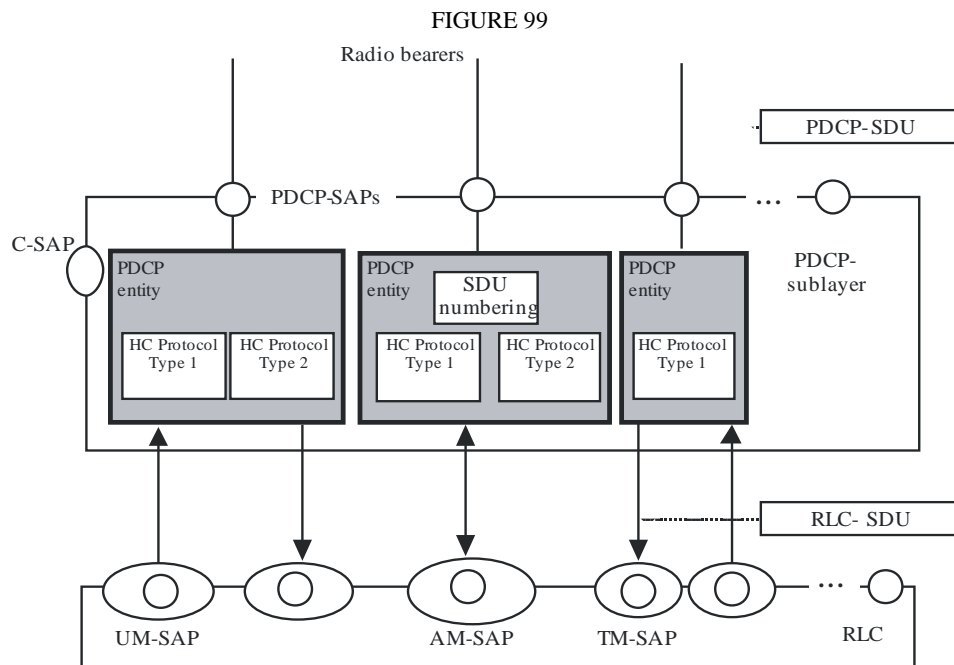 FIGURE 99
Radio bearers
PDCP-SDU
PDCP-SAPs
...
C-SAP
PDCP
entity
PDCP
entity
SDU
numbering
PDCP
entity
PDCP-
sublayer
HC Protocol
Type 1
HC Protocol
Type 2
HC Protocol
Type 1
HC Protocol
Type 2
HC Protocol
Type 1
RLC- SDU
...
UM-SAP
AM-SAP
TM-SAP
RLC